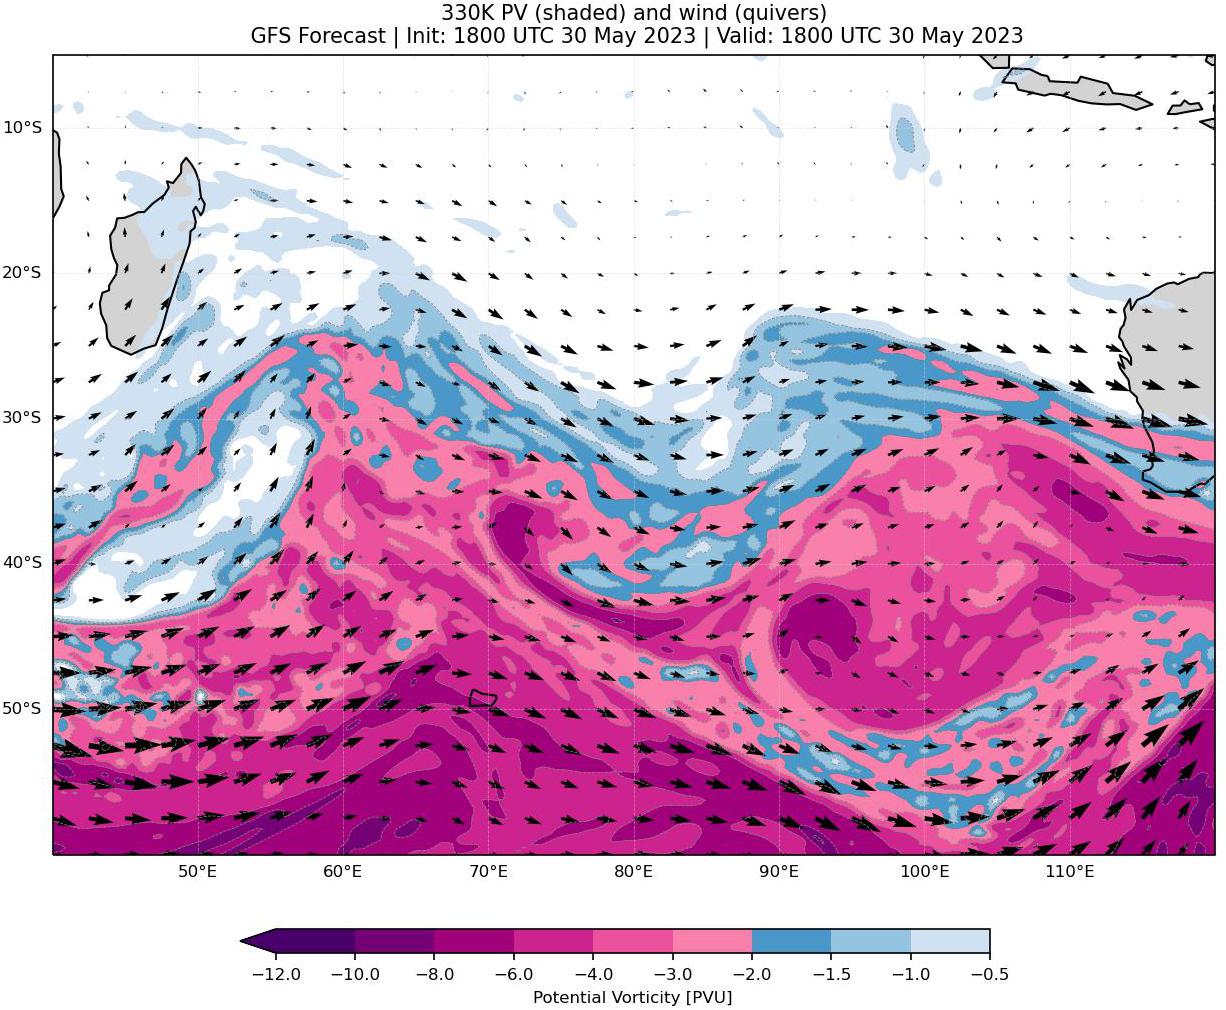 330K PV (shaded) and wind (quivers)
GFS Forecast | Init: 1800 UTC 30 May 2023 | Valid: 1800 UTC 30 May 2023
10°S
20°S
30°S
40°S
50°S
50°E 60°E 70°E 80°E 90°E 100°E 110°E
−12.0 −10.0 −8.0 −6.0 −4.0 −3.0 −2.0 −1.5 −1.0 −0.5
Potential Vorticity [PVU]